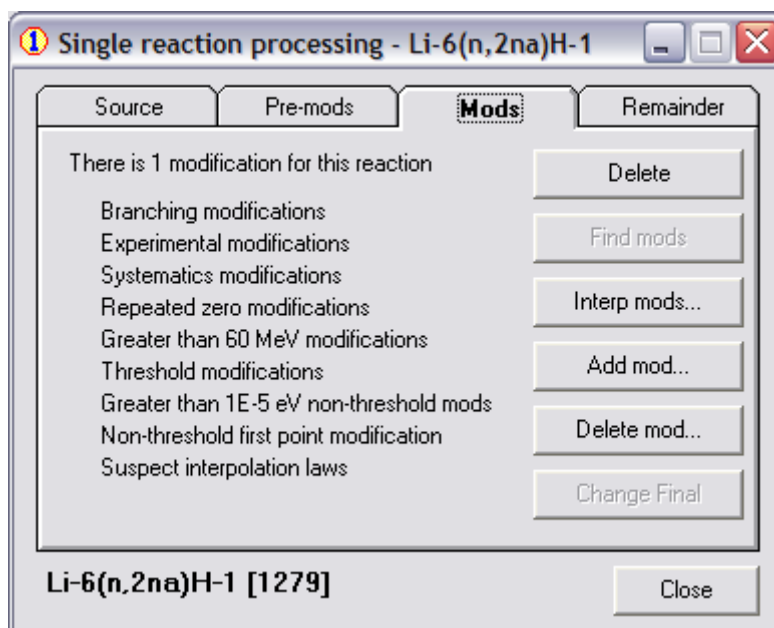 Single reaction processing - Li-6(n,2na)H-1
Source Pre-mods Mods Remainder
There is 1 modification for this reaction
Branching modifications
Experimental modifications
Systematics modifications
Repeated zero modifications
Greater than 60 MeV modifications
Threshold modifications
Greater than 1E-5 eV non-threshold mods
Non-threshold first point modification
Suspect interpolation laws
Delete
Find mods
Interp mods...
Add mod...
Delete mod...
Change Final
Li-6(n,2na)H-1 [1279]
Close